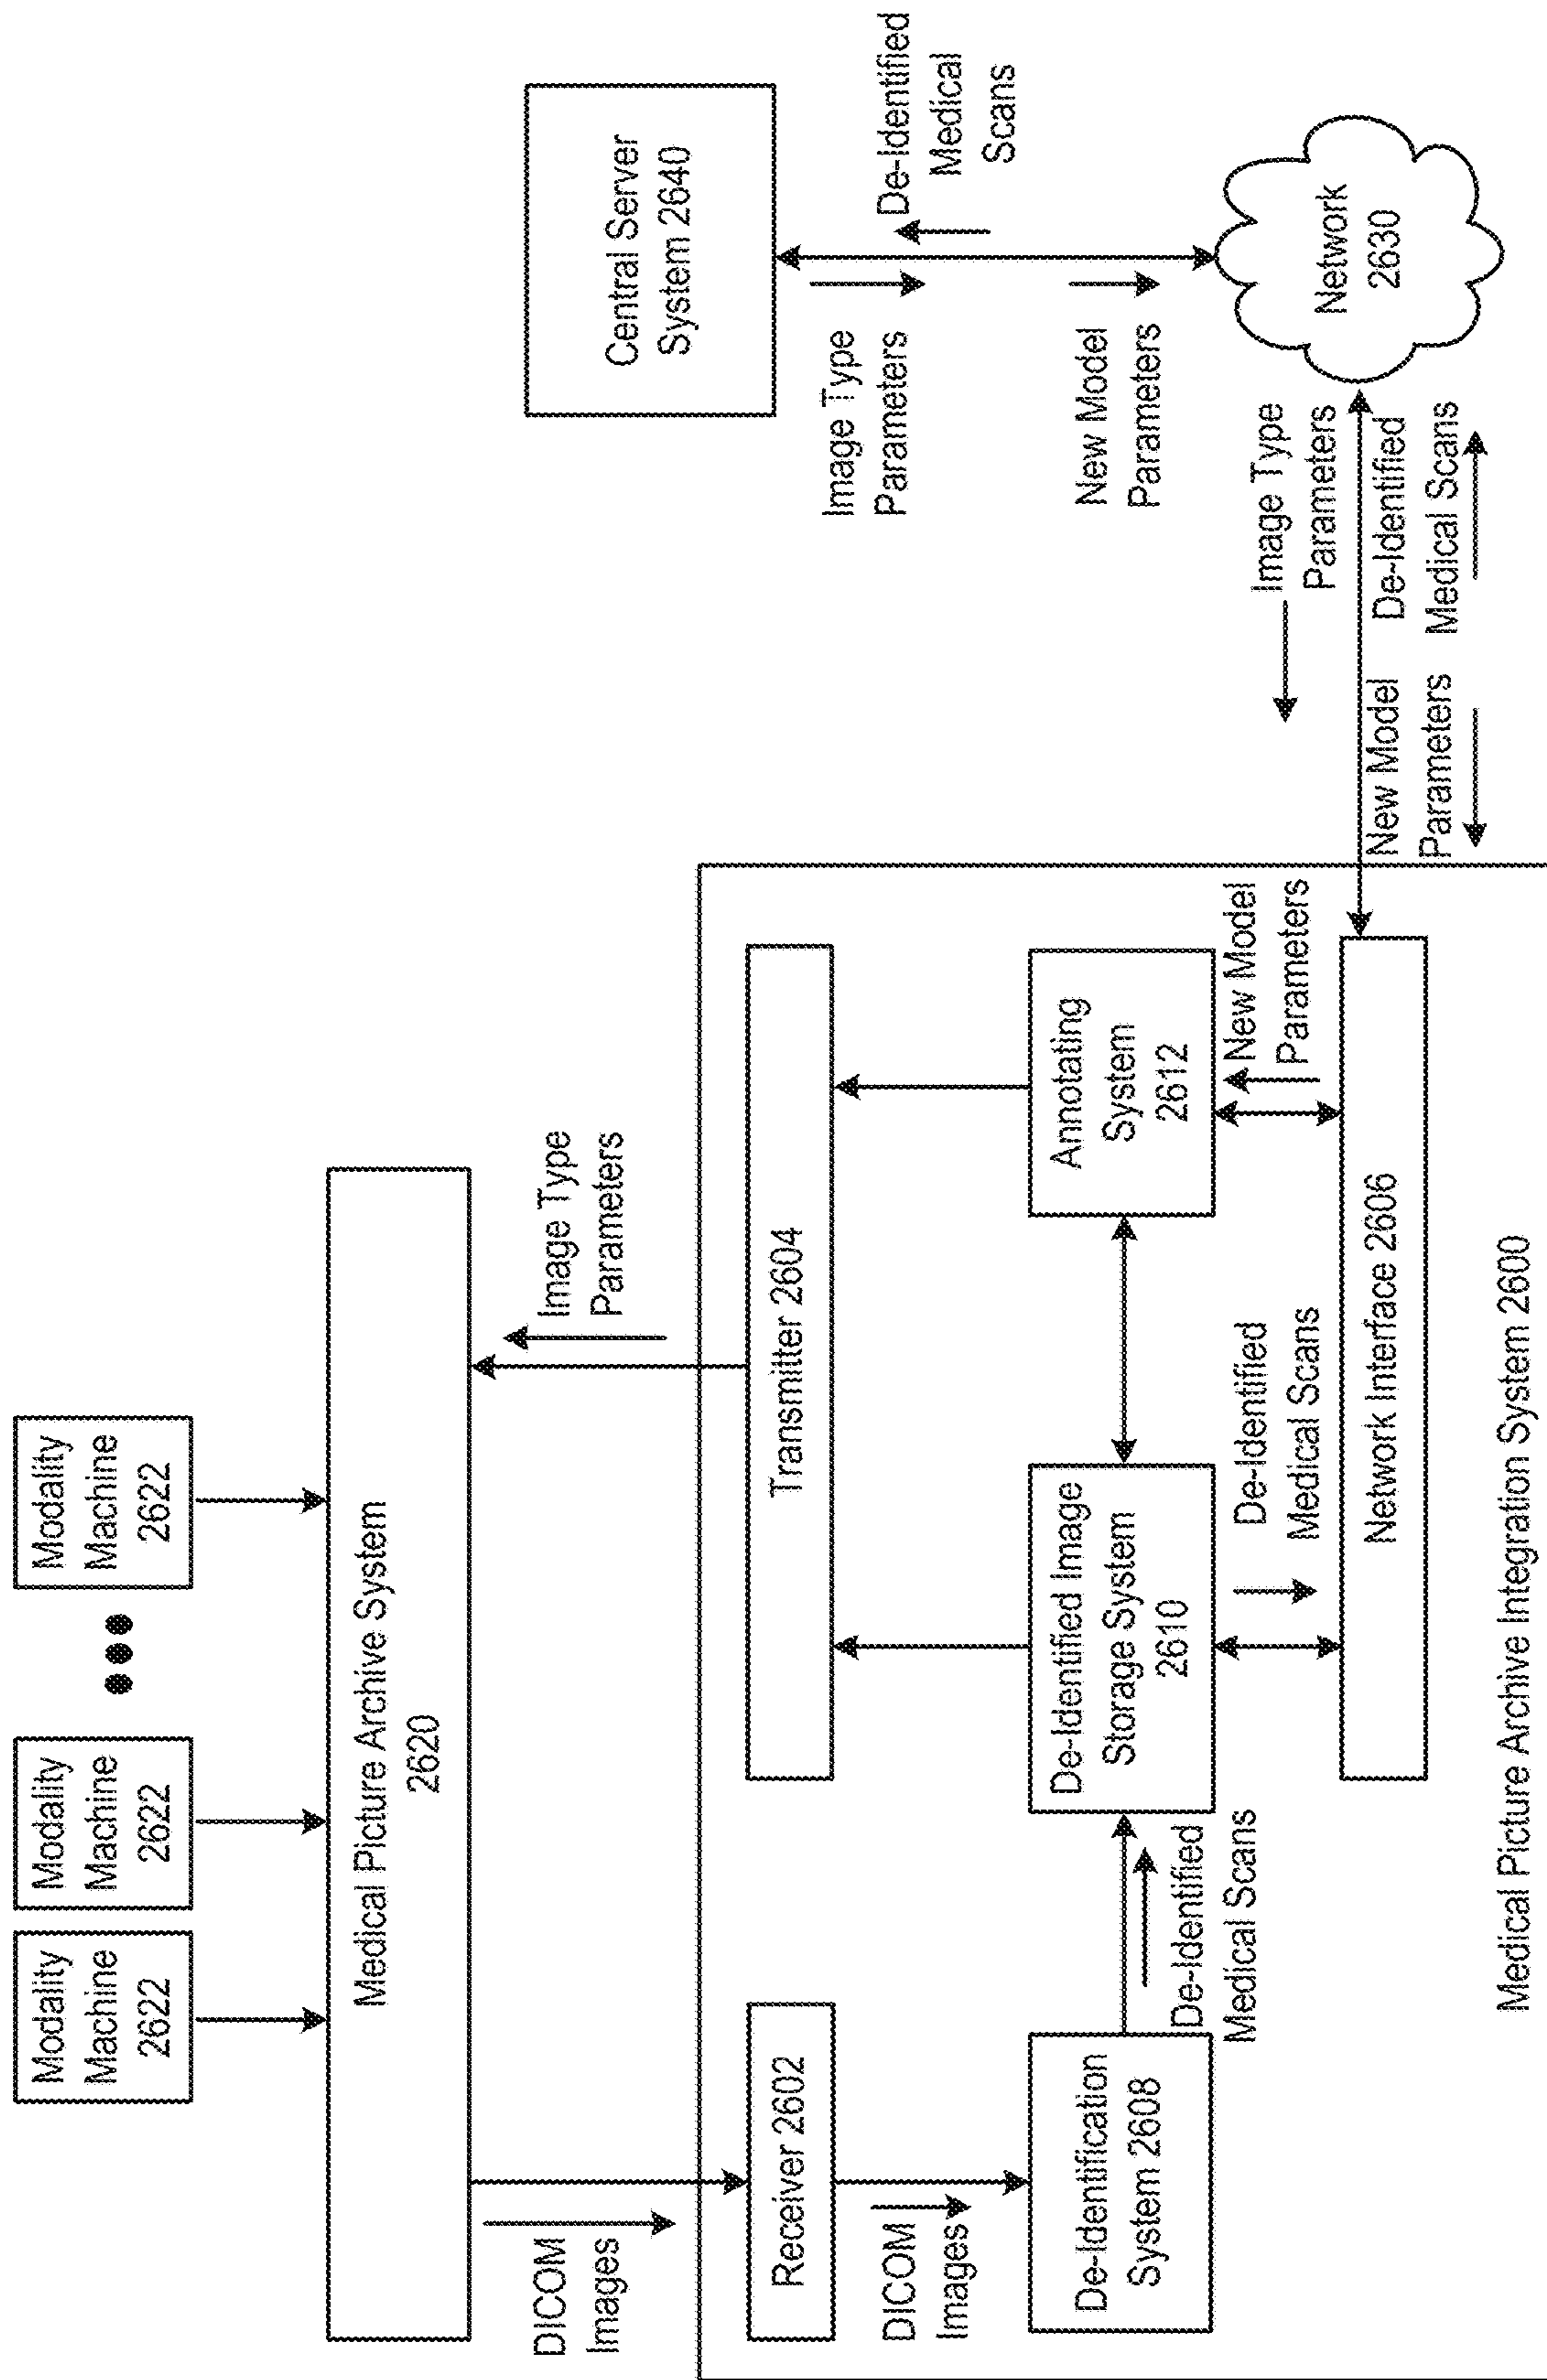 Modality
Machine
2622
Modality
Machine
2622
Modality
Machine
2622
Medical Picture Archive System
2620
DICOM
Images
Image Type
Parameters
Receiver 2602
Transmitter 2604
DICOM
Images
De-Identification
System 2608
De-Identified
Medical Scans
De-Identified Image
Storage System
2610
Annotating
System
2612
De-Identified
Medical Scans
New Model
Parameters
Network Interface 2606
Medical Picture Archive Integration System 2600
Central Server
System 2640
Image Type
Parameters
De-Identified
Medical
Scans
New Model
Parameters
Network
2630
Image Type
Parameters
New Model
Parameters
De-Identified
Medical Scans